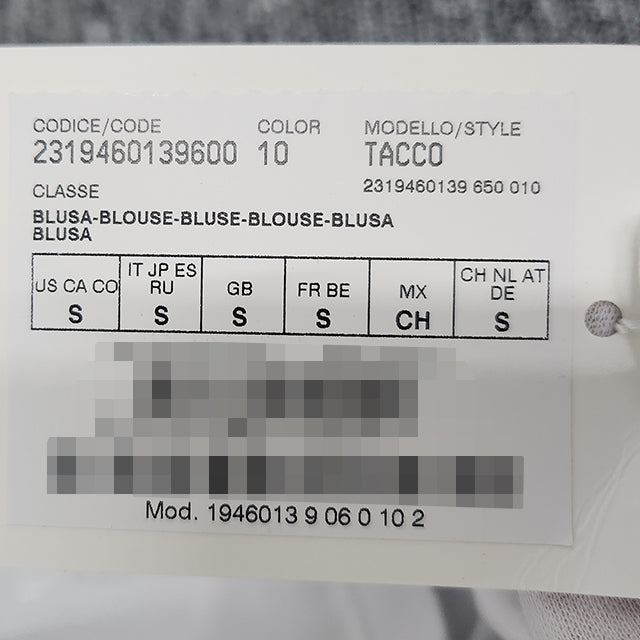 CODICE/CODE COLOR MODELLO/STYLE
2319460139600 10 TACCO
2319460139 650 010
CLASSE
BLUSA-BLOUSE-BLUSE-BLOUSE-BLUSA
BLUSA
US CA CO IT JP ES RU GB FR BE MX CH NL AT DE
S S S S CH S
Mod. 1946013 9 06 0 10 2